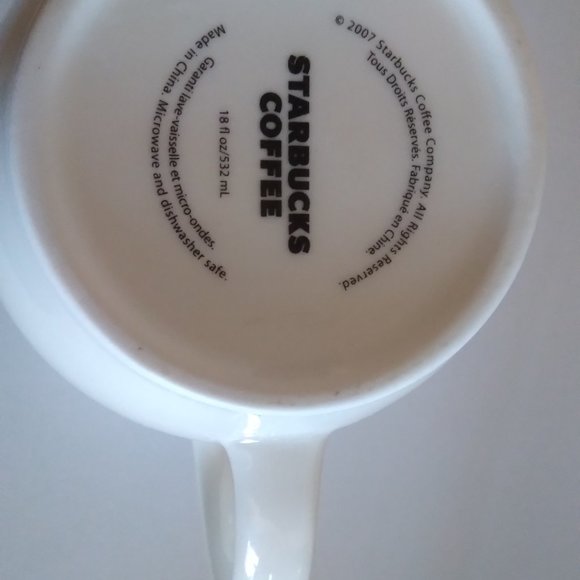 © 2007 Starbucks Coffee Company. All Rights Reserved.
Tous Droits Réservés. Fabriqué en Chine.
STARBUCKS
COFFEE
18 fl oz/532 mL
Garanti lave-vaisselle et micro-ondes.
Made in China. Microwave and dishwasher safe.